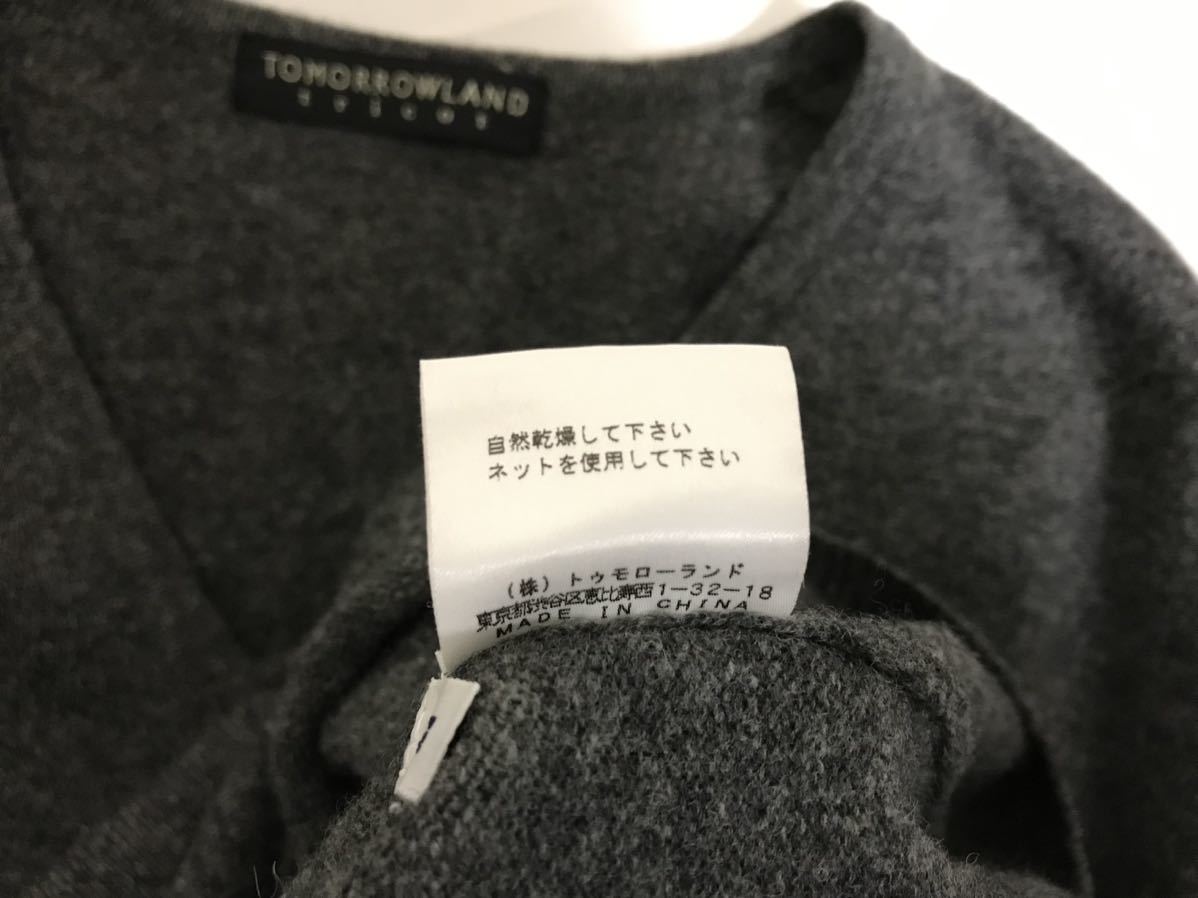 TOMORROWLAND
tricot
自然乾燥して下さい
ネットを使用して下さい
(株)トゥモローランド
東京都渋谷区恵比寿西1−32−18
MADE IN CHINA